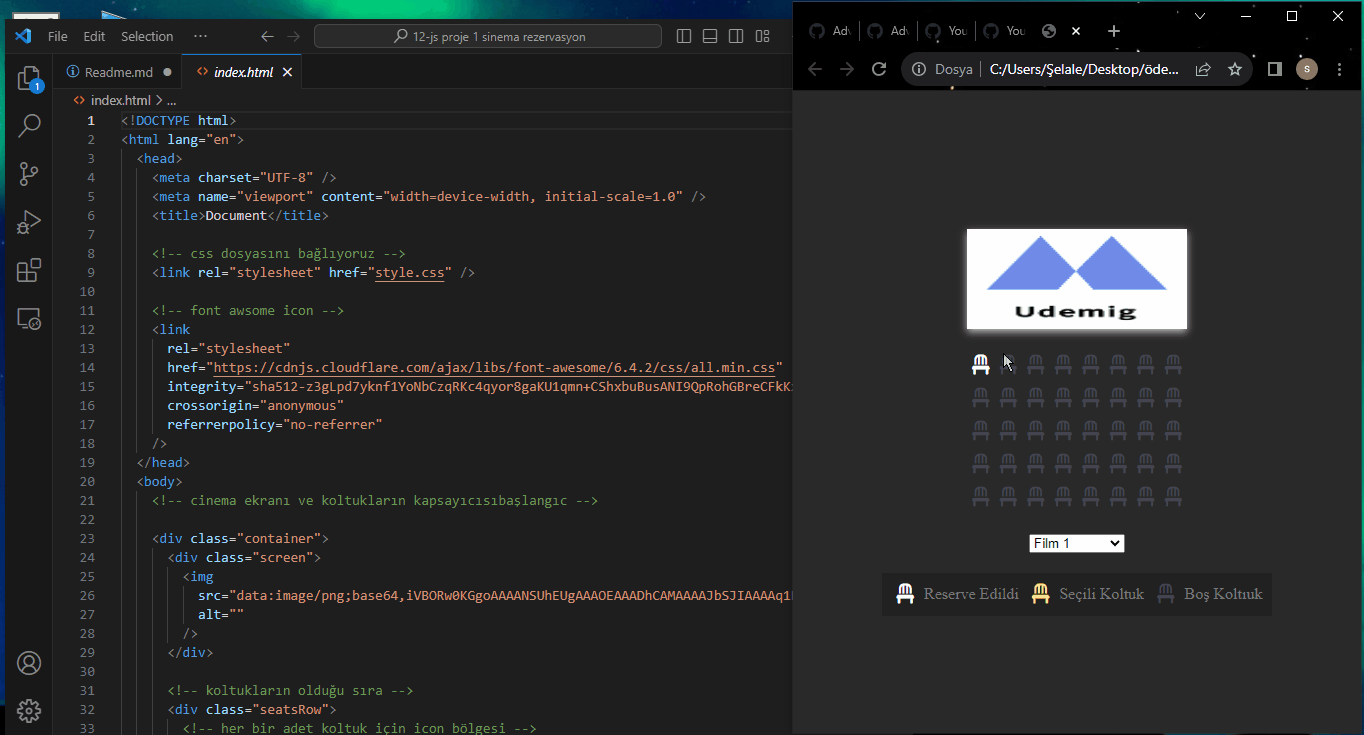 File Edit Selection ···
12-js proje 1 sinema rezervasyon
1
Readme.md
index.html
index.html > ...
1 <!DOCTYPE html>
2 <html lang="en">
3 <head>
4 <meta charset="UTF-8" />
5 <meta name="viewport" content="width=device-width, initial-scale=1.0" />
6 <title>Document</title>
7
8 <!-- css dosyasını bağlıyoruz -->
9 <link rel="stylesheet" href="style.css" />
10
11 <!-- font awsome icon -->
12 <link
13 rel="stylesheet"
14 href="https://cdnjs.cloudflare.com/ajax/libs/font-awesome/6.4.2/css/all.min.css"
15 integrity="sha512-z3gLpd7yknf1YoNbCzqRKc4qyor8gaKU1qmn+CShxbuBusANI9QpRohGBreCFkKx
16 crossorigin="anonymous"
17 referrerpolicy="no-referrer"
18 />
19 </head>
20 <body>
21 <!-- cinema ekranı ve koltukların kapsayıcısıbaşlangıc -->
22
23 <div class="container">
24 <div class="screen">
25 <img
26 src="data:image/png;base64,iVBORw0KGgoAAAANSUhEUgAAAOEAAADhCAMAAAAJbSJIAAAAq1
27 alt=""
28 />
29 </div>
30
31 <!-- koltukların olduğu sıra -->
32 <div class="seatsRow">
33 <!-- her bir adet koltuk için icon bölgesi -->
Adv
Adv
You
You
Dosya C:/Users/Şelale/Desktop/öde...
S
Udemig
Film 1
Reserve Edildi Seçili Koltuk Boş Koltıuk